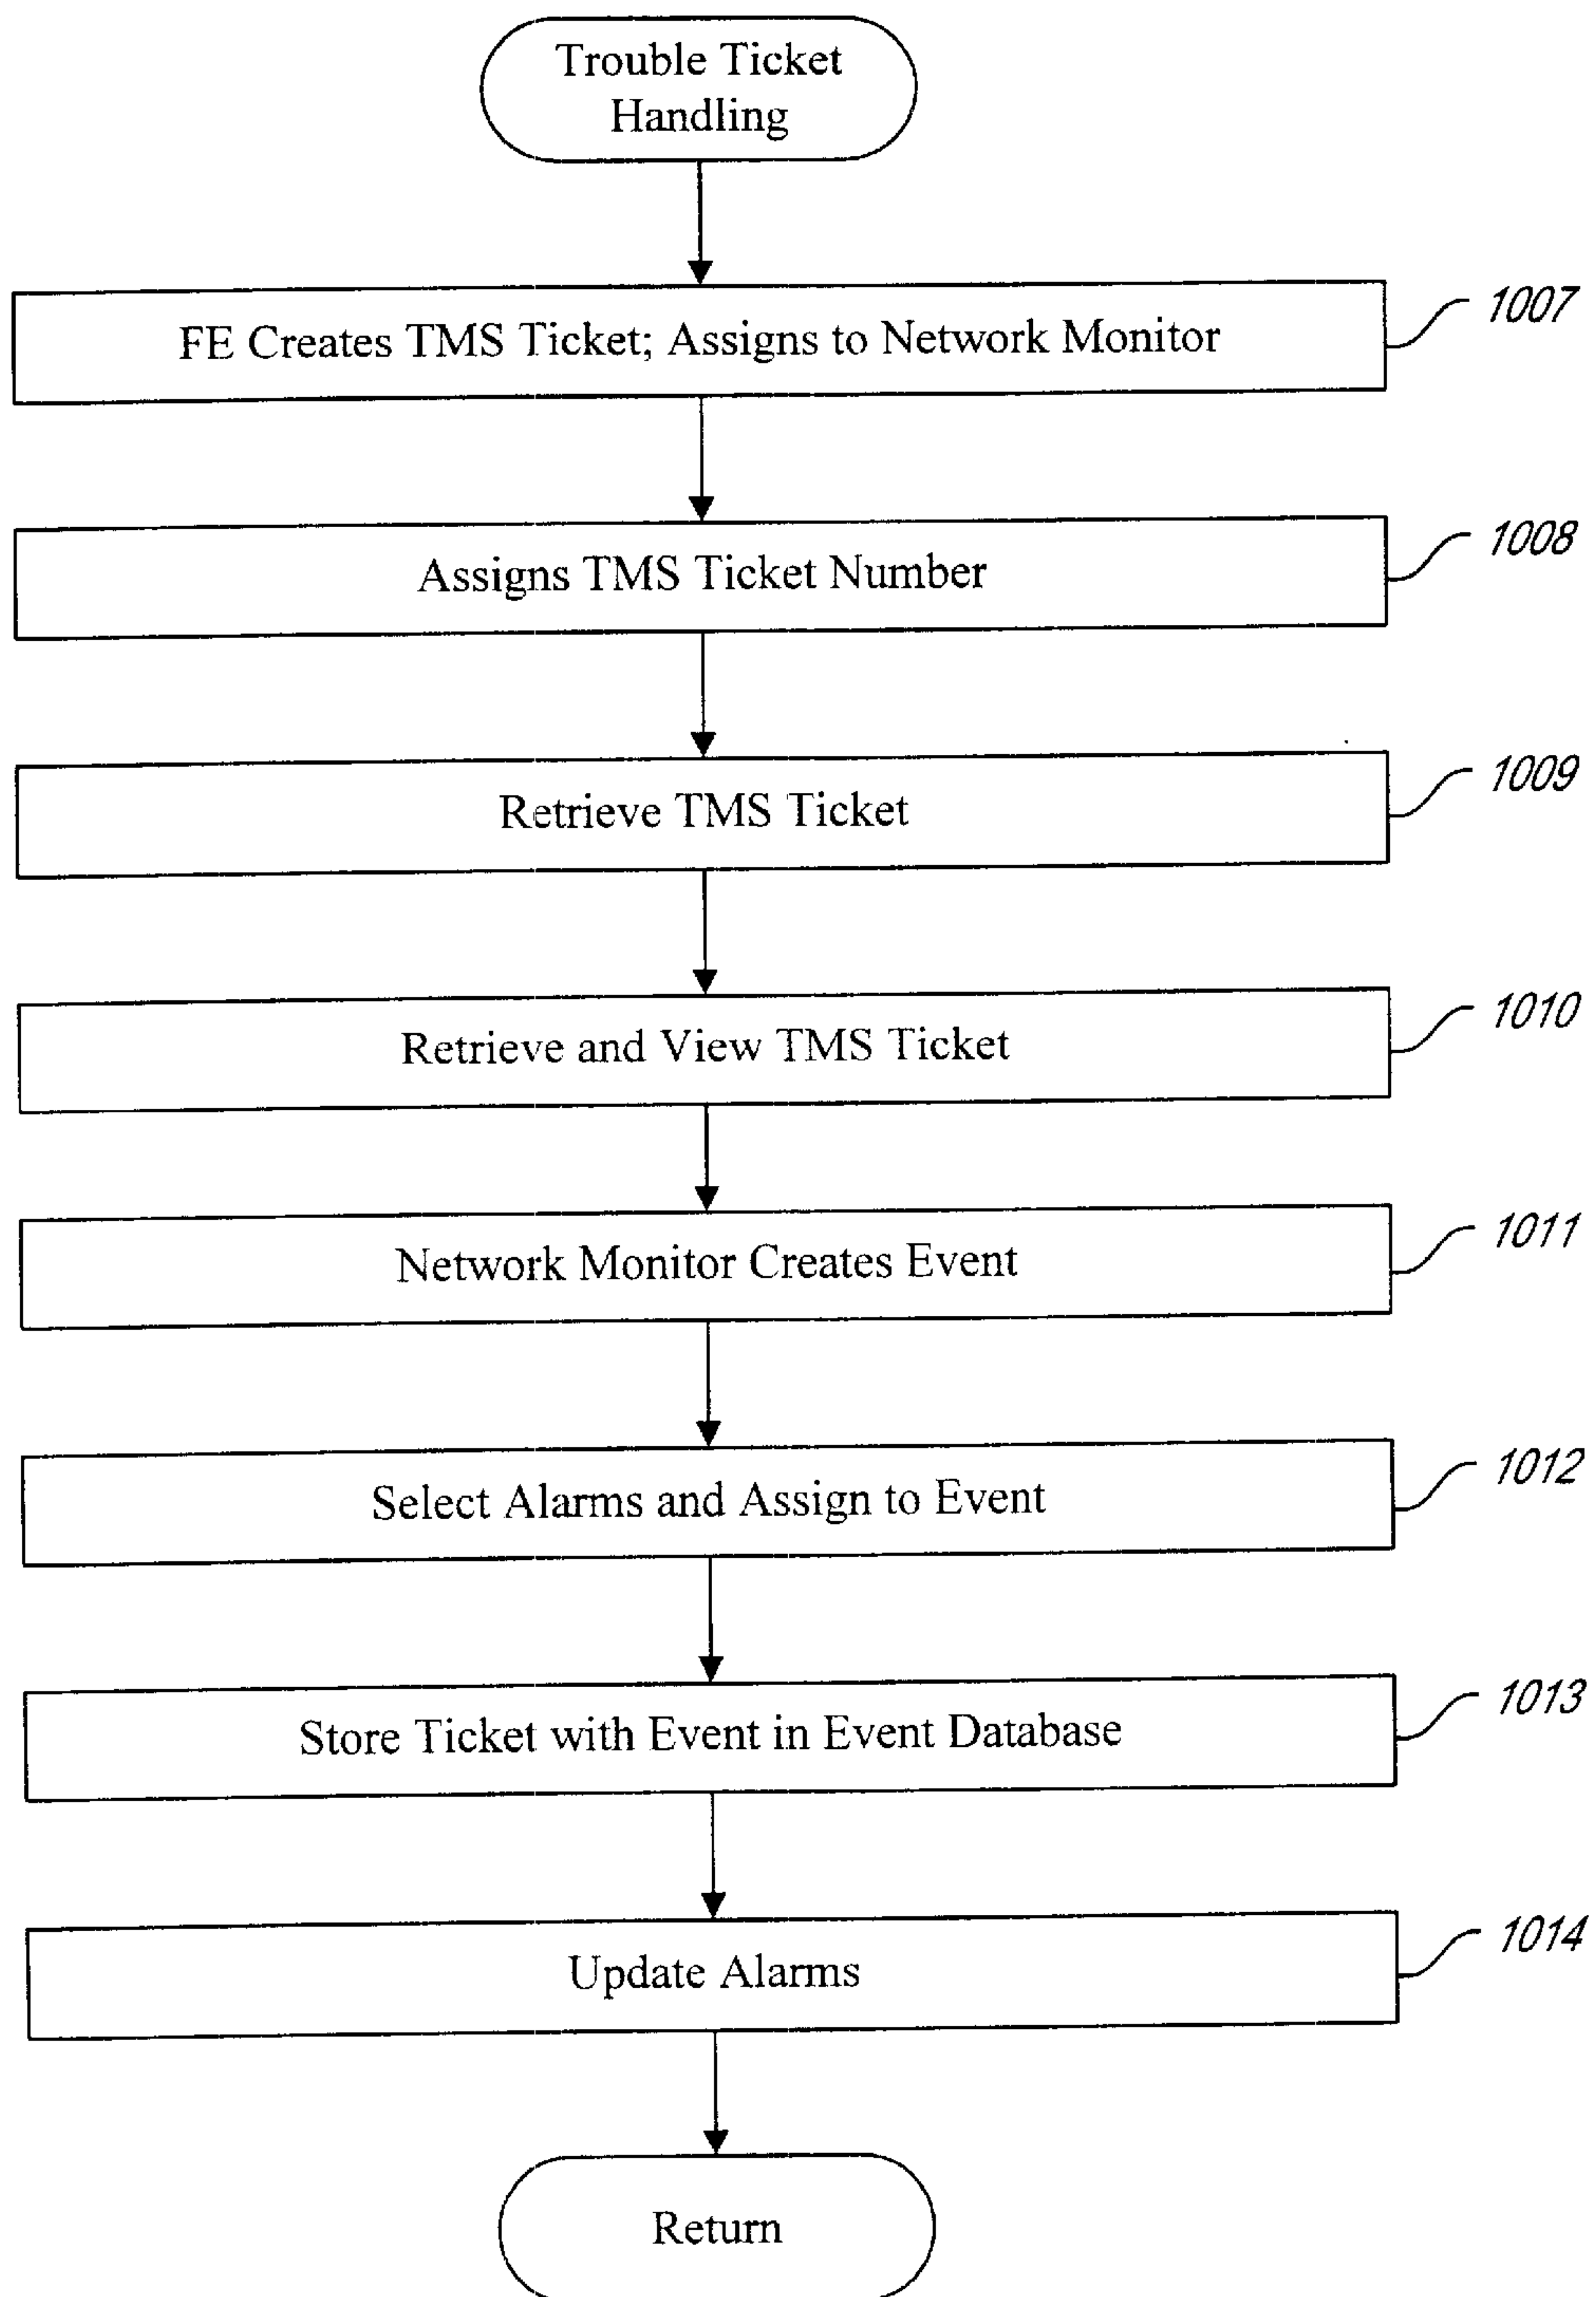 Trouble Ticket
Handling
FE Creates TMS Ticket; Assigns to Network Monitor
1007
Assigns TMS Ticket Number
1008
Retrieve TMS Ticket
1009
Retrieve and View TMS Ticket
1010
Network Monitor Creates Event
1011
Select Alarms and Assign to Event
1012
Store Ticket with Event in Event Database
1013
Update Alarms
1014
Return